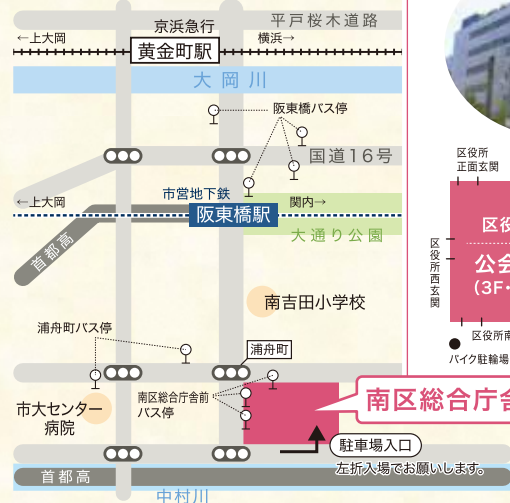 京浜急行
平戸桜木道路
←上大岡
横浜→
黄金町駅
大岡川
阪東橋バス停
国道16号
市営地下鉄
←上大岡
関内→
阪東橋駅
大通り公園
首都高
南吉田小学校
浦舟町バス停
浦舟町
南区総合庁舎前
バス停
市大センター
病院
南区総合庁舎
駐車場入口
左折入場でお願いします。
首都高
中村川
区役所
正面玄関
区役
公会
(3F・
区役所西玄関
区役所南
バイク駐輪場